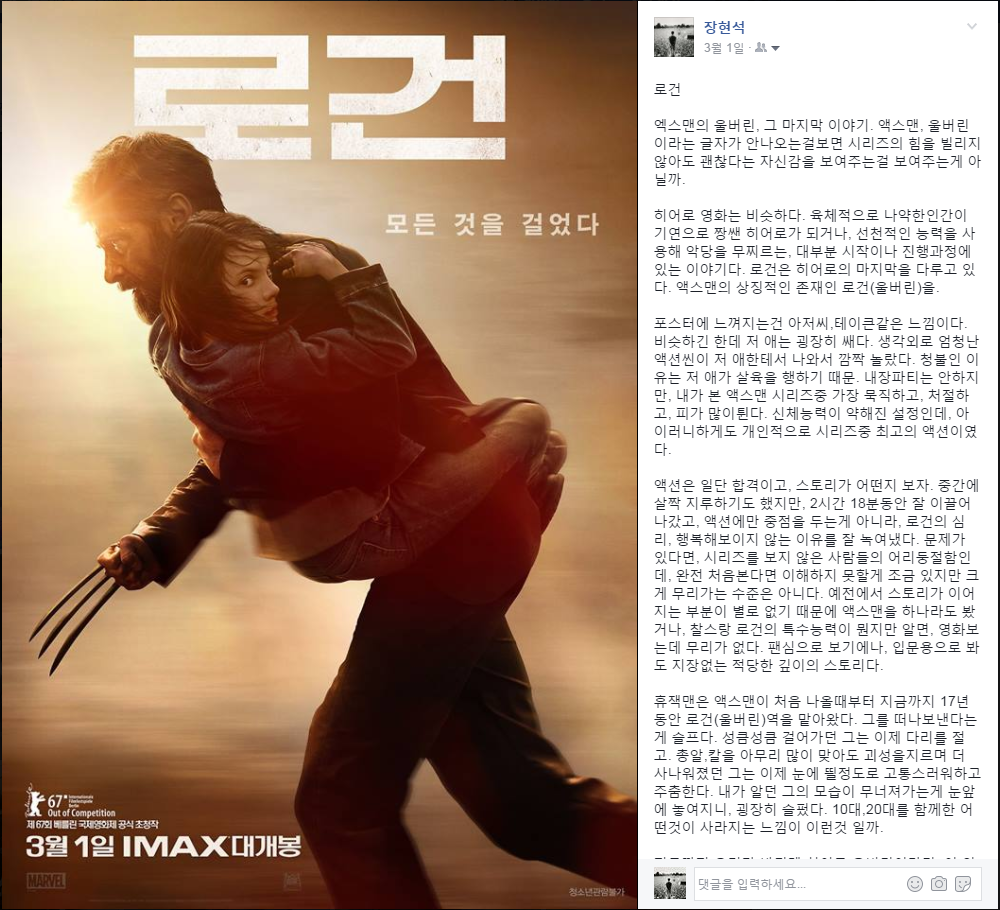 로건
모든 것을 걸었다
67
Internationale
Filmfestspiele
Berlin
Out of Competition
제 67회 베를린 국제영화제 공식 초청작
3월 1일 IMAX 대개봉
MARVEL
청소년관람불가
장현석
3월 1일 ·
로건
엑스맨의 울버린, 그 마지막 이야기. 액스맨, 울버린
이라는 글자가 안나오는걸보면 시리즈의 힘을 빌리지
않아도 괜찮다는 자신감을 보여주는걸 보여주는게 아
닐까.
히어로 영화는 비슷하다. 육체적으로 나약한인간이
기연으로 짱쌘 히어로가 되거나, 선천적인 능력을 사
용해 악당을 무찌르는, 대부분 시작이나 진행과정에
있는 이야기다. 로건은 히어로의 마지막을 다루고 있
다. 액스맨의 상징적인 존재인 로건(울버린)을.
포스터에 느껴지는건 아저씨,테이큰같은 느낌이다.
비슷하긴 한데 저 애는 굉장히 쌔다. 생각외로 엄청난
액션씬이 저 애한테서 나와서 깜짝 놀랐다. 청불인 이
유는 저 애가 살육을 행하기 때문. 내장파티는 안하지
만, 내가 본 액스맨 시리즈중 가장 묵직하고, 처절하
고, 피가 많이튄다. 신체능력이 약해진 설정인데, 아
이러니하게도 개인적으로 시리즈중 최고의 액션이였
다.
액션은 일단 합격이고, 스토리가 어떤지 보자. 중간에
살짝 지루하기도 했지만, 2시간 18분동안 잘 이끌어
나갔고, 액션에만 중점을 두는게 아니라, 로건의 심
리, 행복해보이지 않는 이유를 잘 녹여냈다. 문제가
있다면, 시리즈를 보지 않은 사람들의 어리둥절함인
데, 완전 처음본다면 이해하지 못할게 조금 있지만 크
게 무리가는 수준은 아니다. 예전에서 스토리가 이어
지는 부분이 별로 없기 때문에 액스맨을 하나라도 봤
거나, 찰스랑 로건의 특수능력이 뭔지만 알면, 영화보
는데 무리가 없다. 팬심으로 보기에나, 입문용으로 봐
도 지장없는 적당한 깊이의 스토리다.
휴잭맨은 액스맨이 처음 나올때부터 지금까지 17년
동안 로건(울버린)역을 맡아왔다. 그를 떠나보낸다는
게 슬프다. 성큼성큼 걸어가던 그는 이제 다리를 절
고. 총알,칼을 아무리 많이 맞아도 괴성을지르며 더
사나워졌던 그는 이제 눈에 띌정도로 고통스러워하고
주춤한다. 내가 알던 그의 모습이 무너져가는게 눈앞
에 놓여지니, 굉장히 슬펐다. 10대,20대를 함께한 어
떤것이 사라지는 느낌이 이런것 일까.
댓글을 입력하세요...